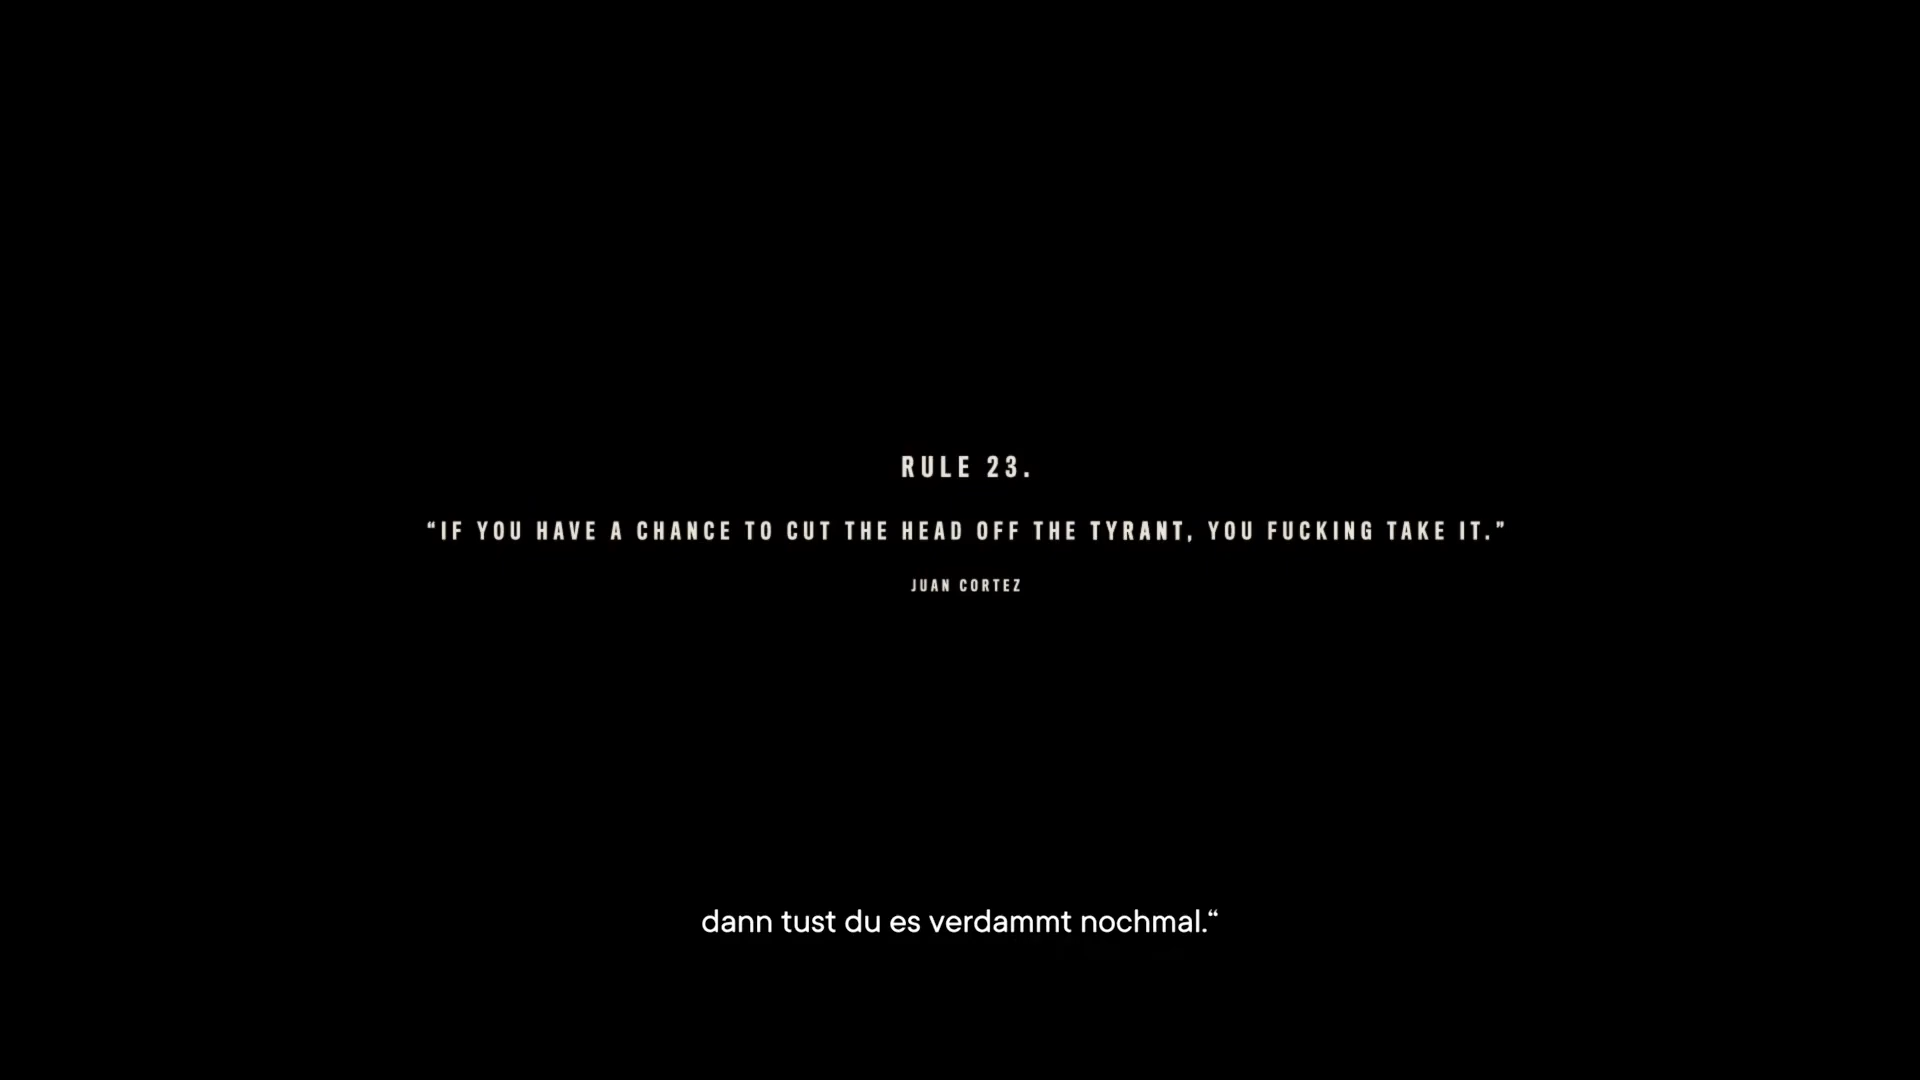 RULE 23.
“IF YOU HAVE A CHANCE TO CUT THE HEAD OFF THE TYRANT, YOU FUCKING TAKE IT.”
JUAN CORTEZ
dann tust du es verdammt nochmal.“